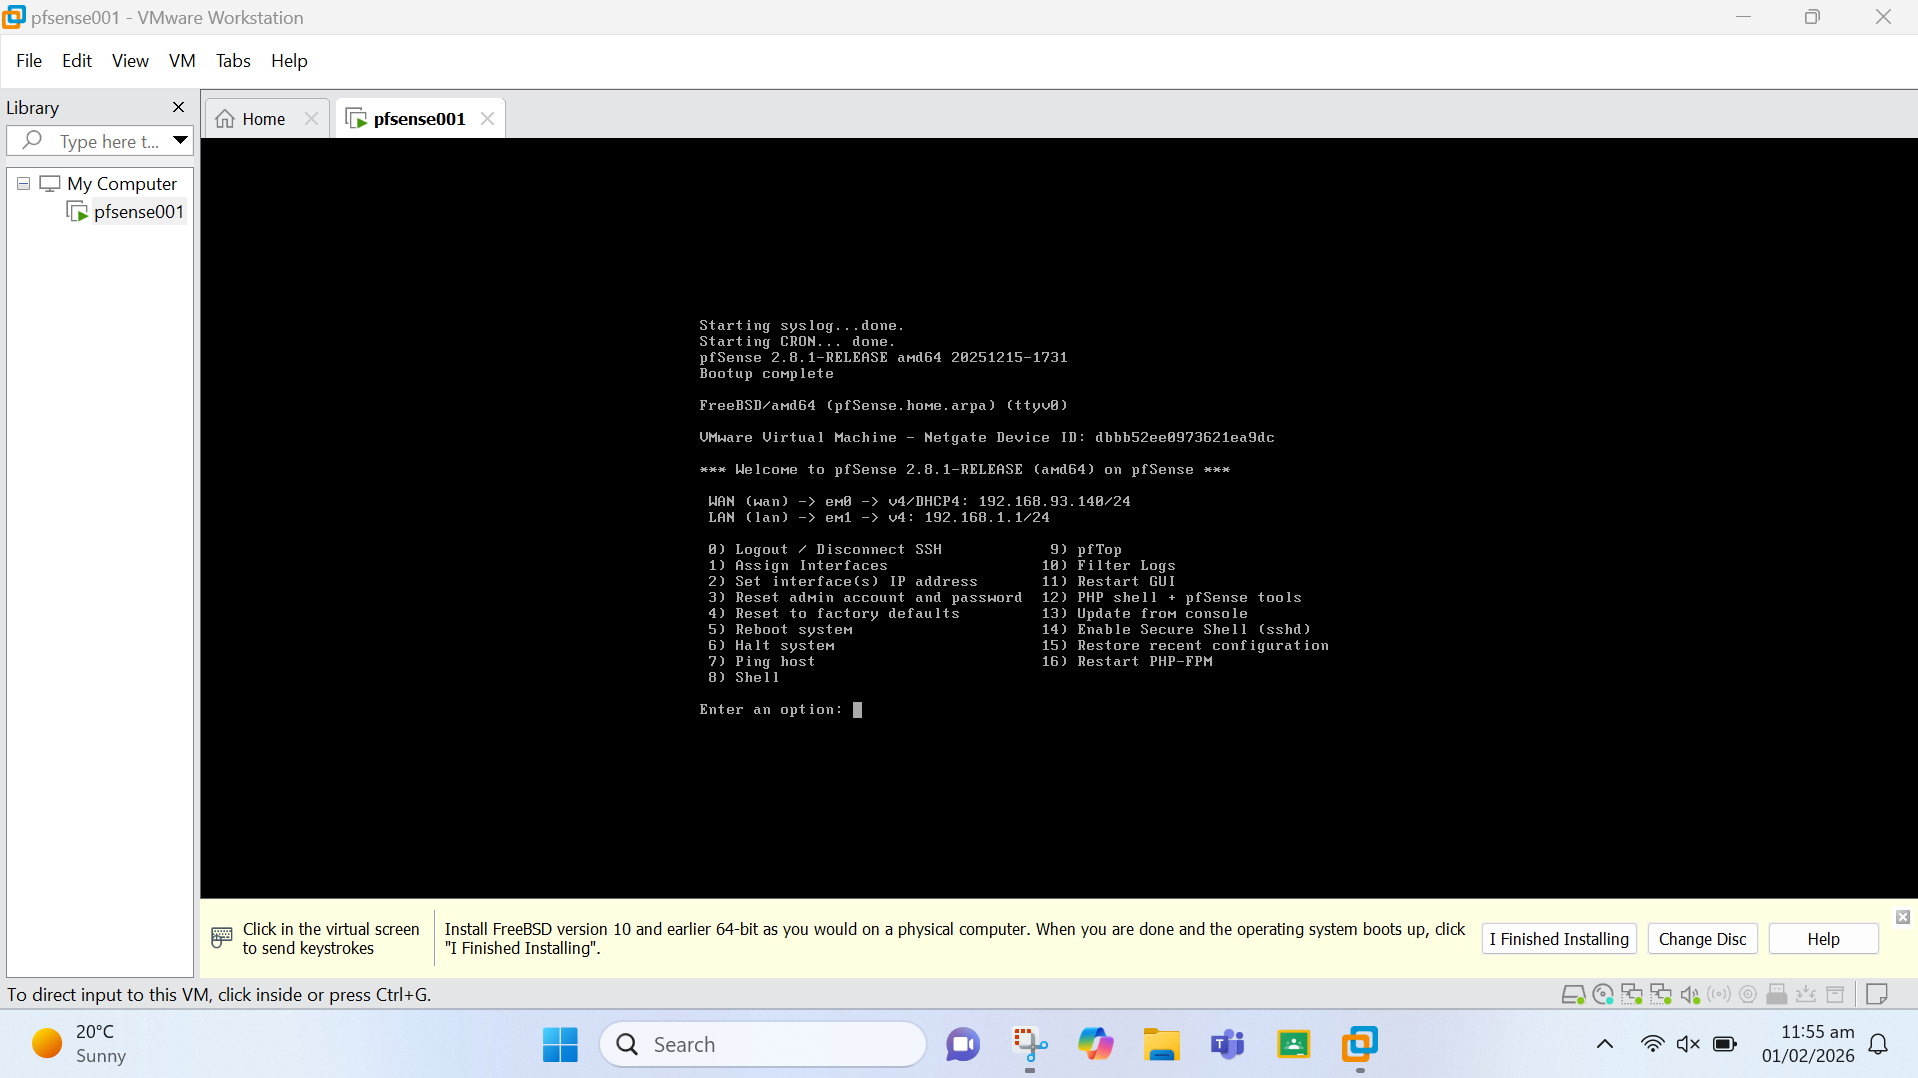 pfsense001 - VMware Workstation
File Edit View VM Tabs Help
Library
Type here t...
My Computer
pfsense001
Home
pfsense001
Starting syslog...done.
Starting CRON... done.
pfSense 2.8.1-RELEASE amd64 20251215-1731
Bootup complete
FreeBSD/amd64 (pfSense.home.arpa) (ttyv0)
VMware Virtual Machine - Netgate Device ID: dbbb52ee0973621ea9dc
*** Welcome to pfSense 2.8.1-RELEASE (amd64) on pfSense ***
WAN (wan) -> em0 -> v4/DHCP4: 192.168.93.140/24
LAN (lan) -> em1 -> v4: 192.168.1.1/24
0) Logout / Disconnect SSH 9) pfTop
1) Assign Interfaces 10) Filter Logs
2) Set interface(s) IP address 11) Restart GUI
3) Reset admin account and password 12) PHP shell + pfSense tools
4) Reset to factory defaults 13) Update from console
5) Reboot system 14) Enable Secure Shell (sshd)
6) Halt system 15) Restore recent configuration
7) Ping host 16) Restart PHP-FPM
8) Shell
Enter an option:
Click in the virtual screen
to send keystrokes
Install FreeBSD version 10 and earlier 64-bit as you would on a physical computer. When you are done and the operating system boots up, click
"I Finished Installing".
I Finished Installing
Change Disc
Help
To direct input to this VM, click inside or press Ctrl+G.
20°C
Sunny
Search
11:55 am
01/02/2026